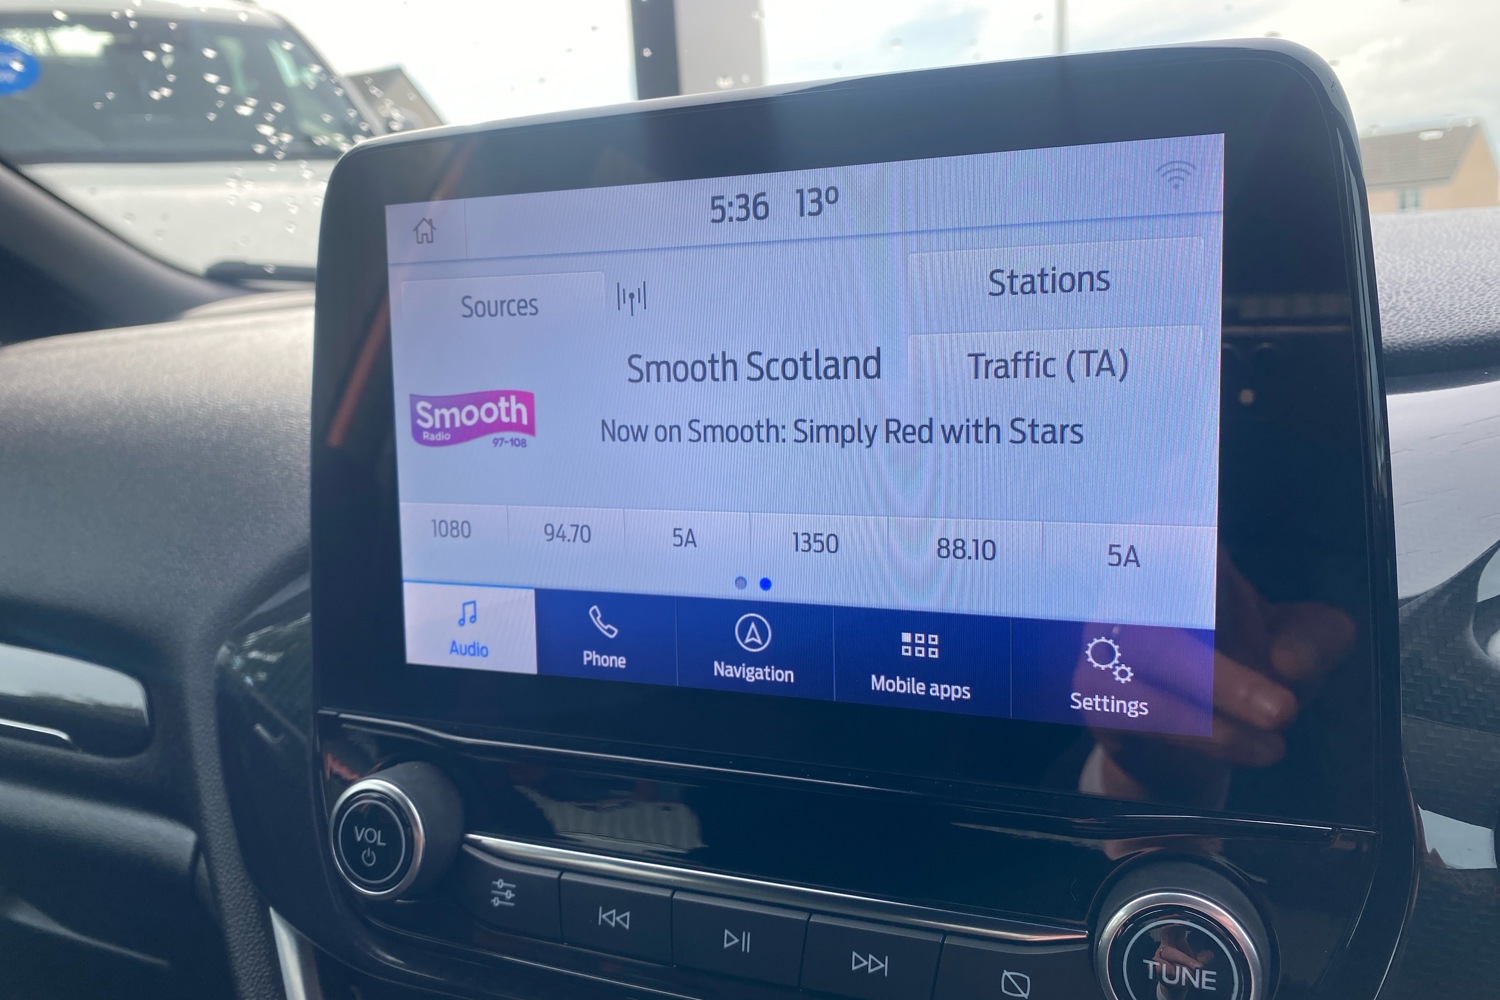 5:36 13º
Sources
Stations
Smooth Scotland
Traffic (TA)
Smooth
Radio
97-108
Now on Smooth: Simply Red with Stars
1080 94.70 5A 1350 88.10 5A
Audio Phone Navigation Mobile apps Settings
VOL
TUNE